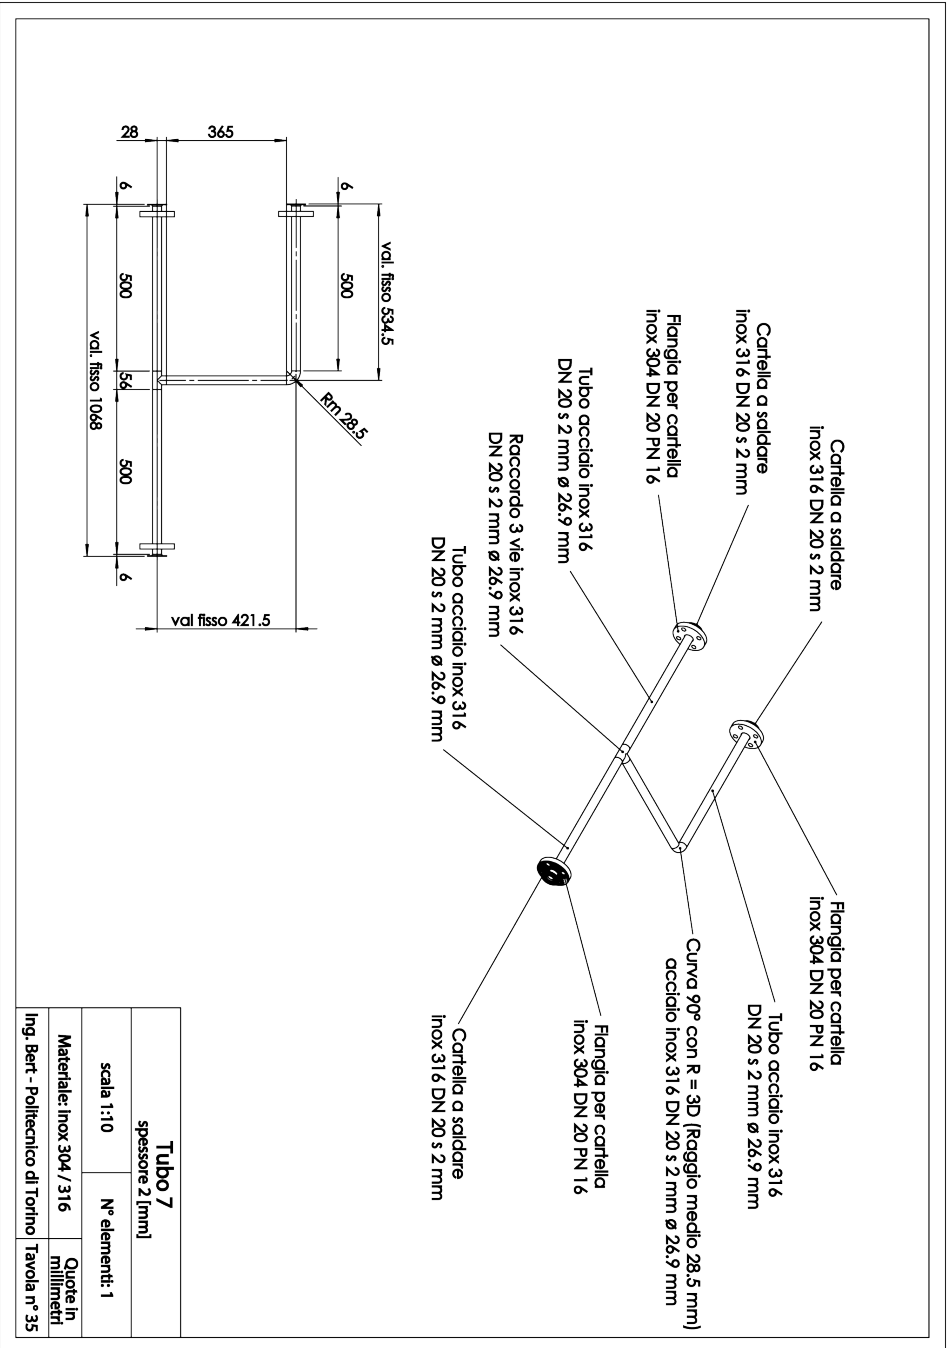 28
365
6
6
val. fisso 534.5
500
500
56
val. fisso 1068
Rm 28.5
500
6
val fisso 421.5
Cartella a saldare
inox 316 DN 20 s 2 mm
Cartella a saldare
inox 316 DN 20 s 2 mm
Flangia per cartella
inox 304 DN 20 PN 16
Tubo acciaio inox 316
DN 20 s 2 mm ø 26.9 mm
Raccordo 3 vie inox 316
DN 20 s 2 mm ø 26.9 mm
Tubo acciaio inox 316
DN 20 s 2 mm ø 26.9 mm
Flangia per cartella
inox 304 DN 20 PN 16
Tubo acciaio inox 316
DN 20 s 2 mm ø 26.9 mm
Curva 90° con R = 3D (Raggio medio 28.5 mm)
acciaio inox 316 DN 20 s 2 mm ø 26.9 mm
Flangia per cartella
inox 304 DN 20 PN 16
Cartella a saldare
inox 316 DN 20 s 2 mm
Tubo 7
spessore 2 [mm]
scala 1:10
N° elementi: 1
Materiale: inox 304 / 316
Quote in
millimetri
Ing. Bert - Politecnico di Torino
Tavola n° 35